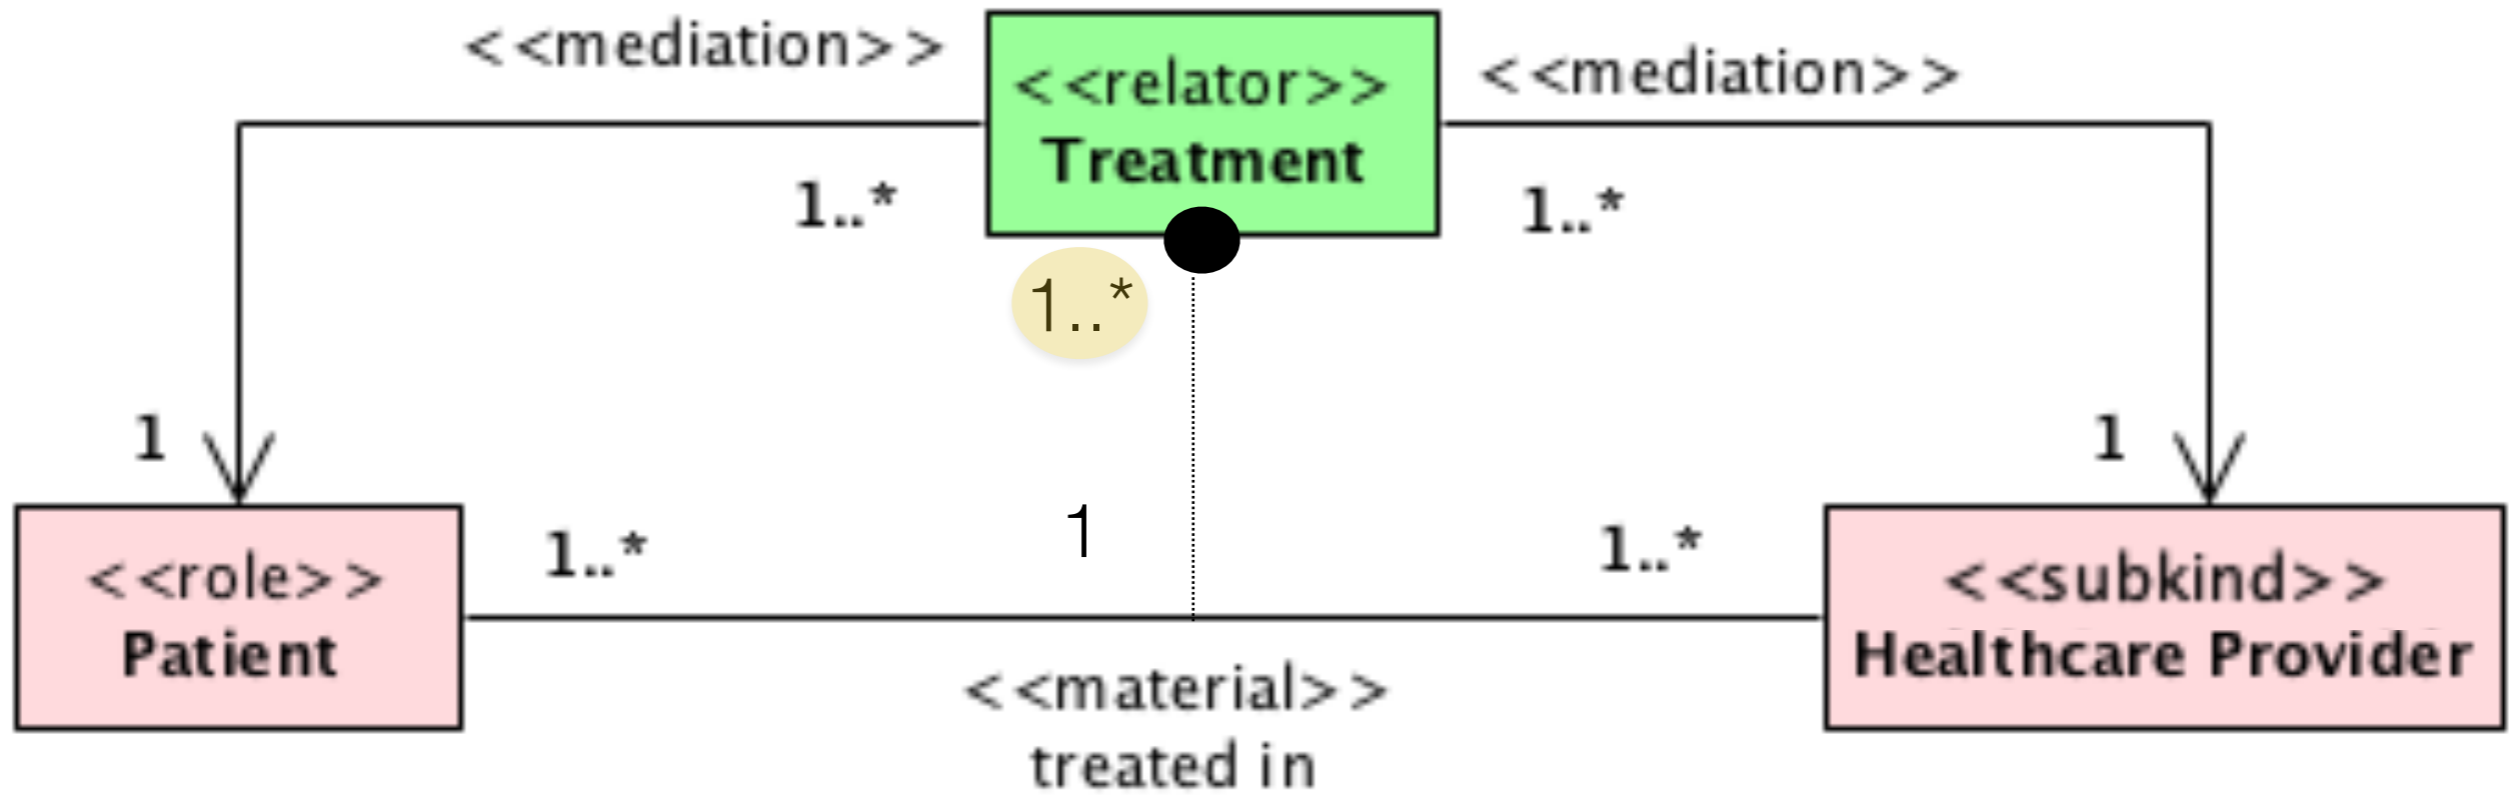 <<mediation>>
<<relator>>
Treatment
<<mediation>>
1..*
1..*
1..*
1
1
1..*
1
1..*
<<role>>
Patient
<<subkind>>
Healthcare Provider
<<material>>
treated in